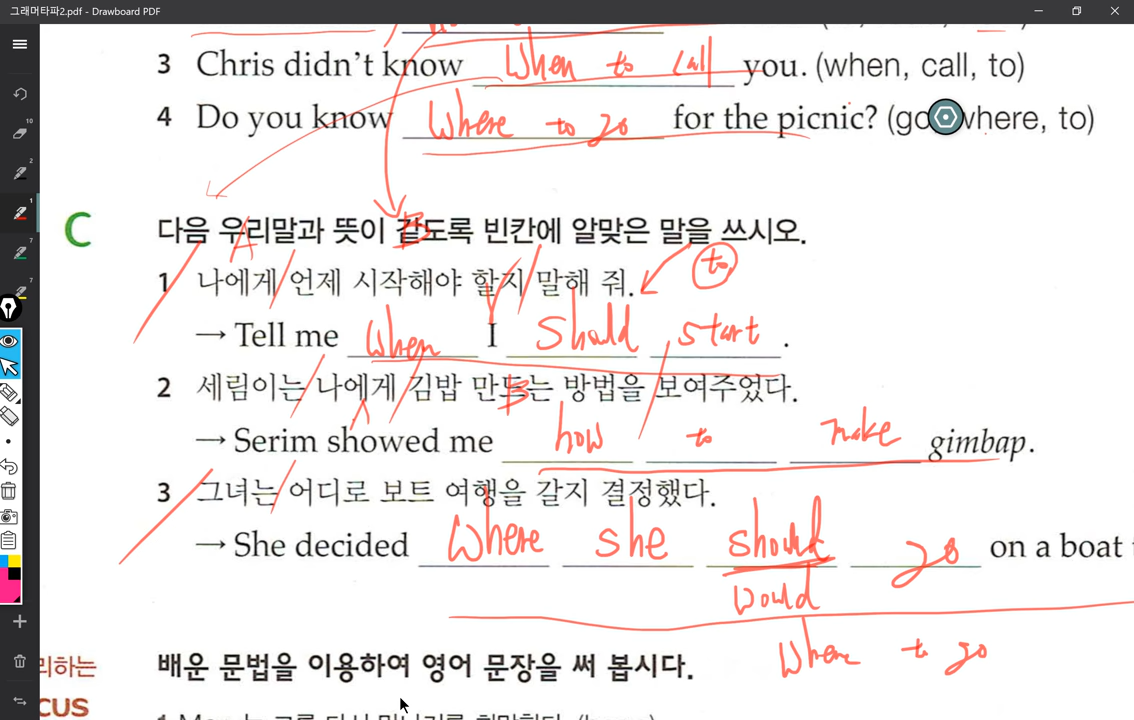 그래머타파2.pdf - Drawboard PDF
3 Chris didn't know When to call you. (when, call, to)
4 Do you know Where to go for the picnic? (go where, to)
C 다음 우리말과 뜻이 같도록 빈칸에 알맞은 말을 쓰시오.
A B to
1 나에게 언제 시작해야 할지 말해 줘.
→ Tell me when I should start.
2 세림이는 나에게 김밥 만드는 방법을 보여주었다.
A B
→ Serim showed me how to make gimbap.
3 그녀는 어디로 보트 여행을 갈지 결정했다.
→ She decided Where she should go on a boat
would
Where to go
리하는 배운 문법을 이용하여 영어 문장을 써 봅시다.
CUS